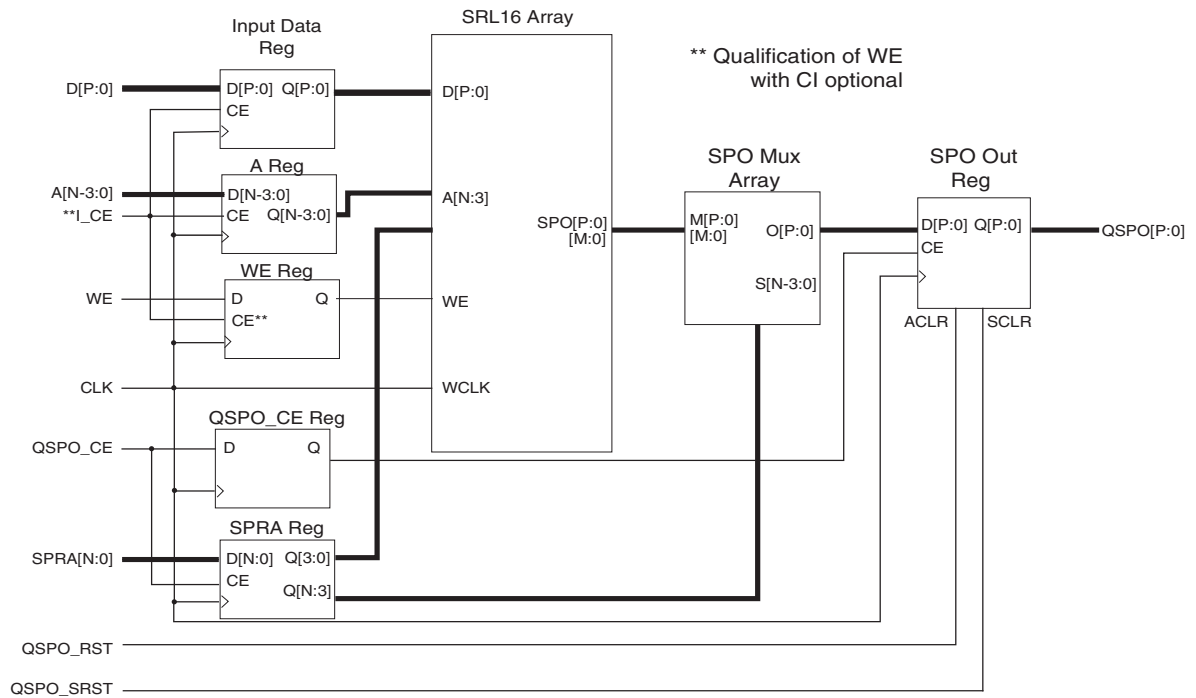 SRL16 Array
Input Data
Reg
** Qualification of WE
with CI optional
D[P:0]
D[P:0] Q[P:0]
CE
D[P:0]
A Reg
A[N-3:0]
**I_CE
D[N-3:0]
CE Q[N-3:0]
A[N:3]
SPO[P:0]
[M:0]
SPO Mux
Array
M[P:0]
[M:0]
O[P:0]
S[N-3:0]
SPO Out
Reg
D[P:0] Q[P:0]
CE
QSPO[P:0]
ACLR SCLR
WE Reg
WE
D Q
CE**
WE
CLK
WCLK
QSPO_CE Reg
QSPO_CE
D Q
SPRA Reg
SPRA[N:0]
D[N:0] Q[3:0]
CE
Q[N:3]
QSPO_RST
QSPO_SRST